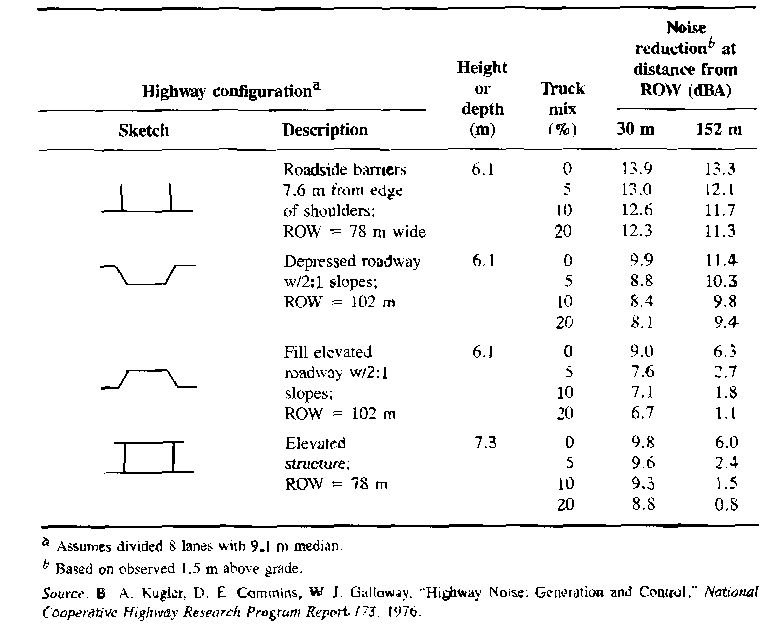 Noise
reduction^b at
Height distance from
Highway configuration^a or Truck ROW (dBA)
depth mix
Sketch Description (m) (%) 30 m 152 m
Roadside barriers 6.1 0 13.9 13.3
7.6 m from edge 5 13.0 12.1
of shoulders; 10 12.6 11.7
ROW = 78 m wide 20 12.3 11.3
Depressed roadway 6.1 0 9.9 11.4
w/2:1 slopes; 5 8.8 10.3
ROW = 102 m 10 8.4 9.8
20 8.1 9.4
Fill elevated 6.1 0 9.0 6.3
roadway w/2:1 5 7.6 2.7
slopes; 10 7.1 1.8
ROW = 102 m 20 6.7 1.1
Elevated 7.3 0 9.8 6.0
structure; 5 9.6 2.4
ROW = 78 m 10 9.3 1.5
20 8.8 0.8
a Assumes divided 8 lanes with 9.1 m median.
b Based on observed 1.5 m above grade.
Source. B. A. Kugler, D. E. Commins, W. J. Galloway, "Highway Noise: Generation and Control," National
Cooperative Highway Research Program Report 173, 1976.